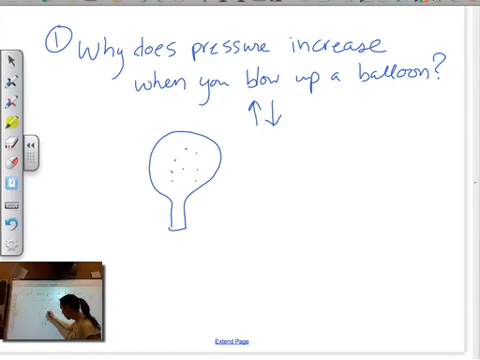 ① Why does pressure increase
when you blow up a balloon?
↑↓
Extend Page